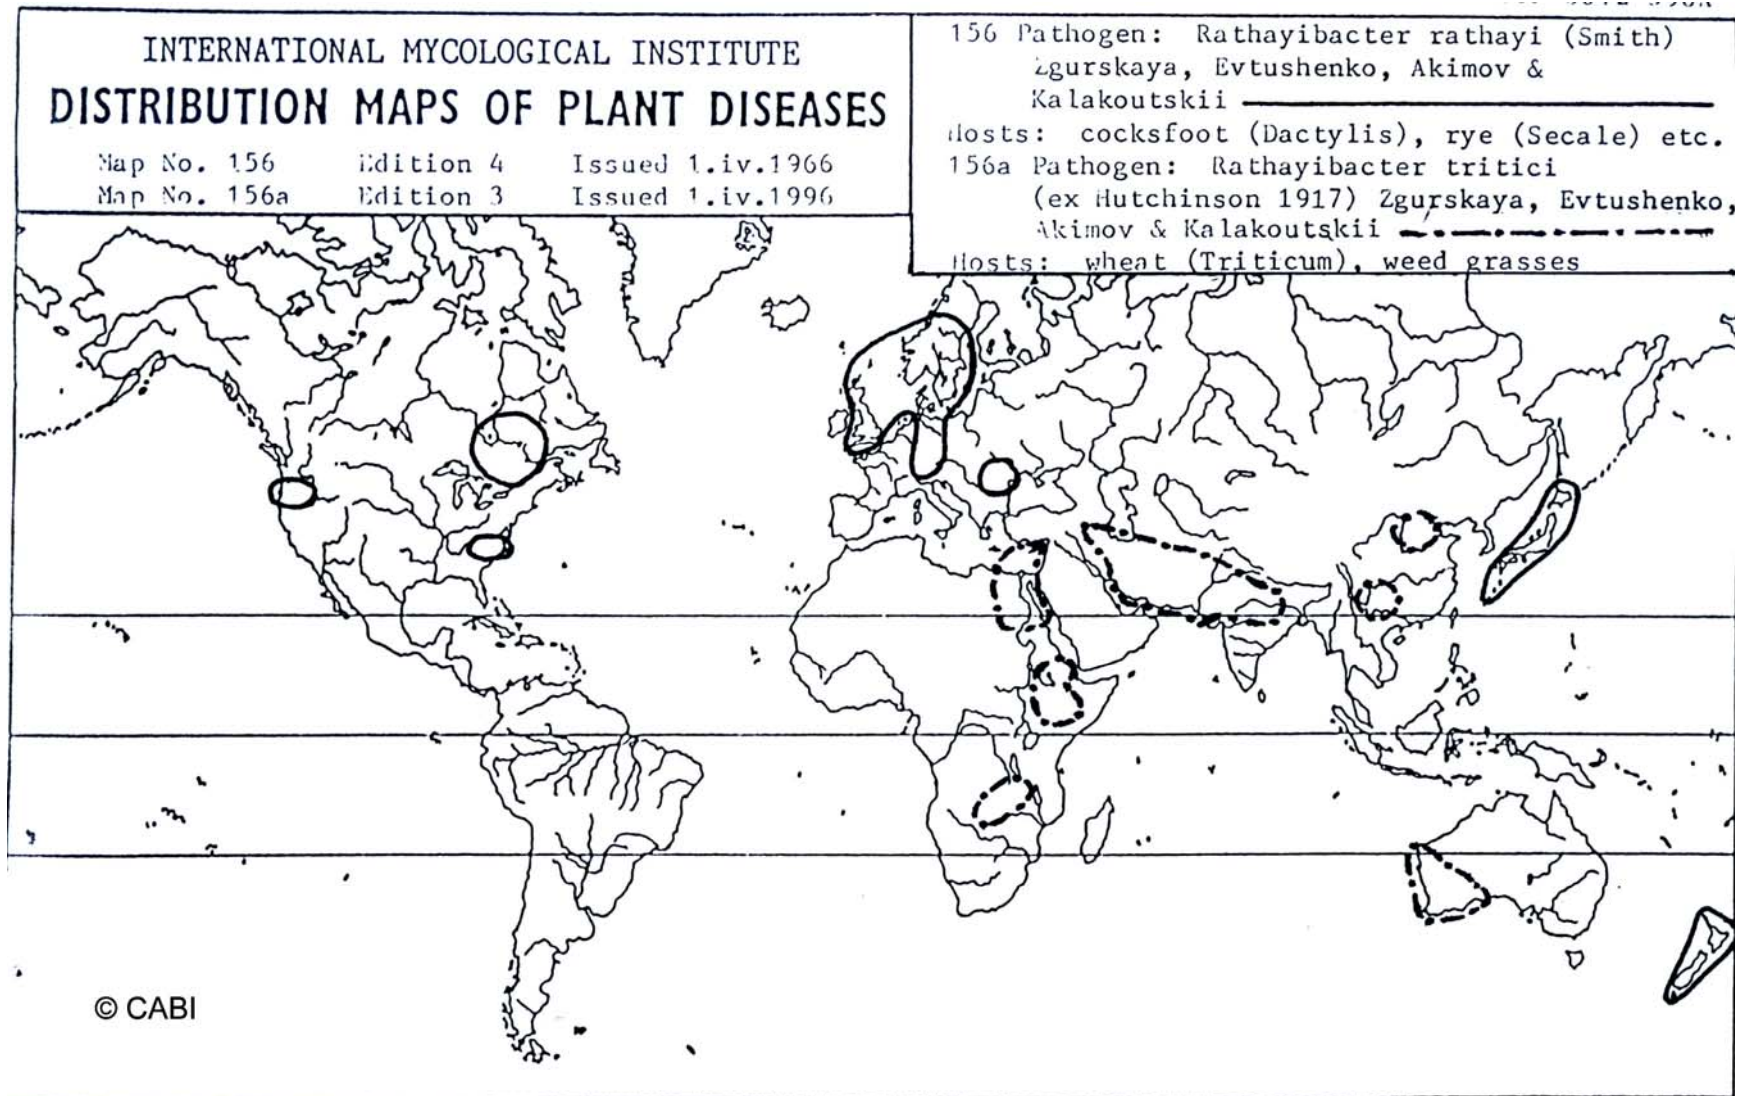 INTERNATIONAL MYCOLOGICAL INSTITUTE
DISTRIBUTION MAPS OF PLANT DISEASES
Map No. 156 Edition 4 Issued 1.iv.1966
Map No. 156a Edition 3 Issued 1.iv.1996
156 Pathogen: Rathayibacter rathayi (Smith)
Zgurskaya, Evtushenko, Akimov &
Kalakoutskii
Hosts: cocksfoot (Dactylis), rye (Secale) etc.
156a Pathogen: Rathayibacter tritici
(ex Hutchinson 1917) Zgurskaya, Evtushenko,
Akimov & Kalakoutskii
Hosts: wheat (Triticum), weed grasses
© CABI